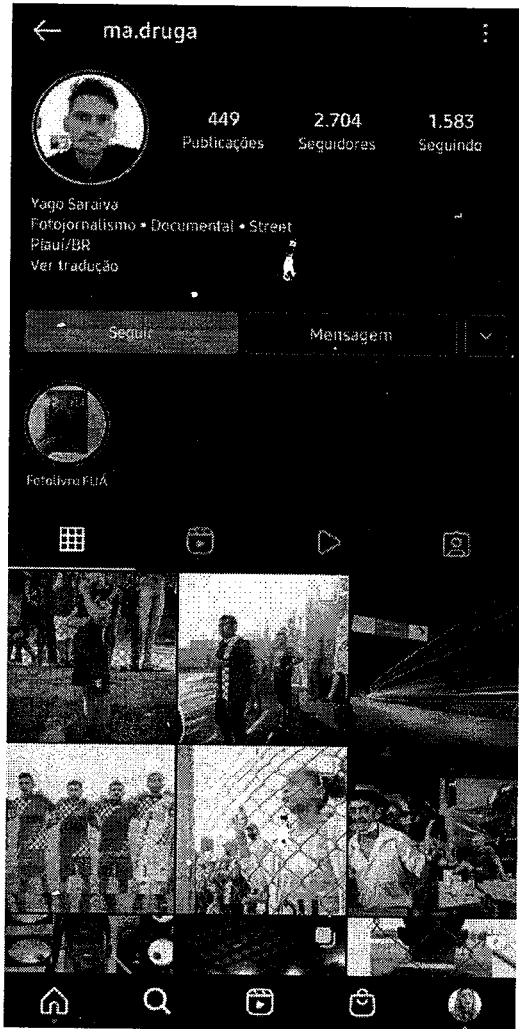 ma.druga
449 2.704 1.583
Publicações Seguidores Seguindo
Yago Saraiva
Fotojornalismo • Documental • Street
Piauí/BR
Ver tradução
Seguir Mensagem
Fotolivro FUÁ